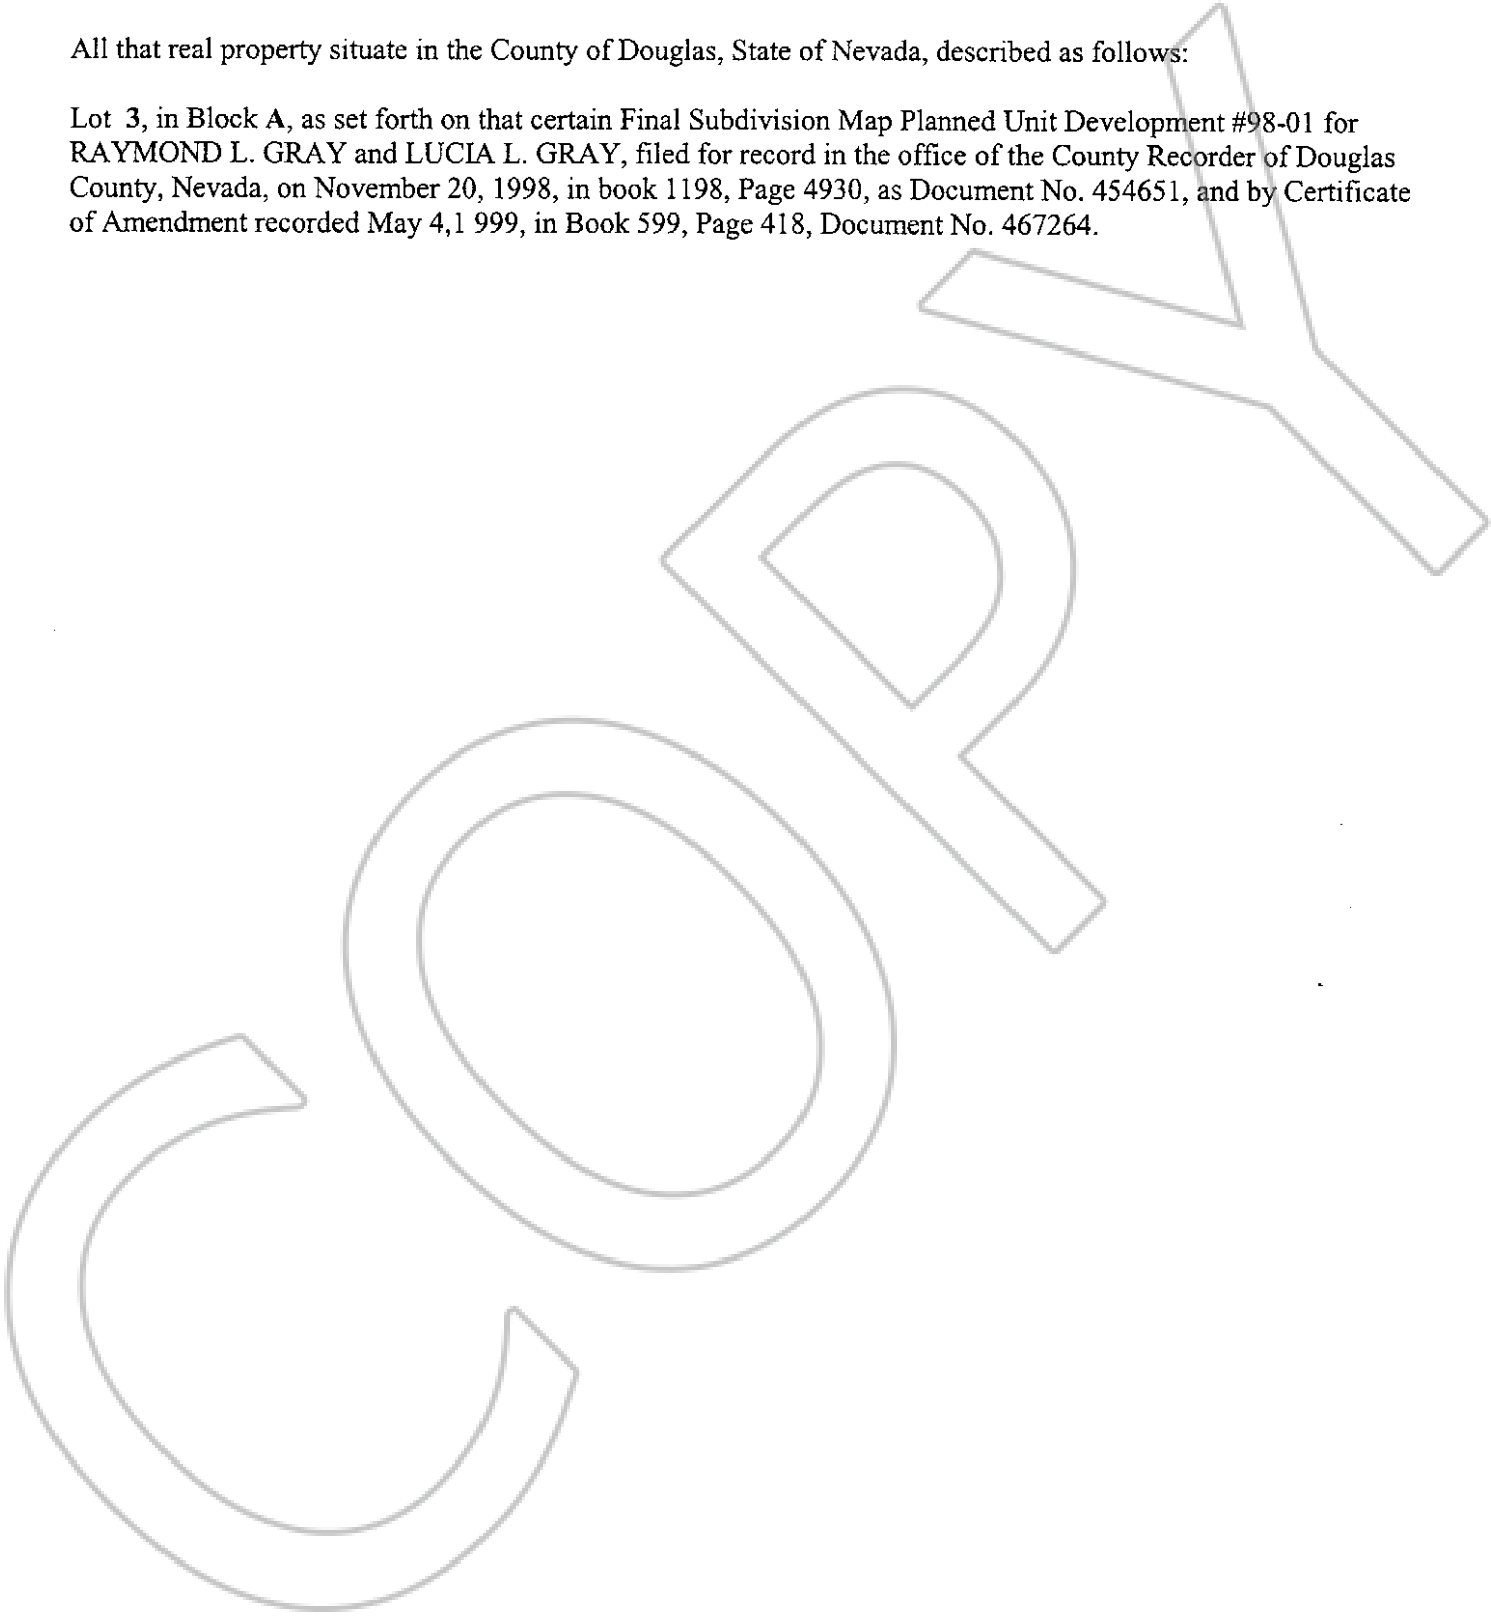 All that real property situate in the County of Douglas, State of Nevada, described as follows:
Lot 3, in Block A, as set forth on that certain Final Subdivision Map Planned Unit Development #98-01 for
RAYMOND L. GRAY and LUCIA L. GRAY, filed for record in the office of the County Recorder of Douglas
County, Nevada, on November 20, 1998, in book 1198, Page 4930, as Document No. 454651, and by Certificate
of Amendment recorded May 4,1 999, in Book 599, Page 418, Document No. 467264.
COPY